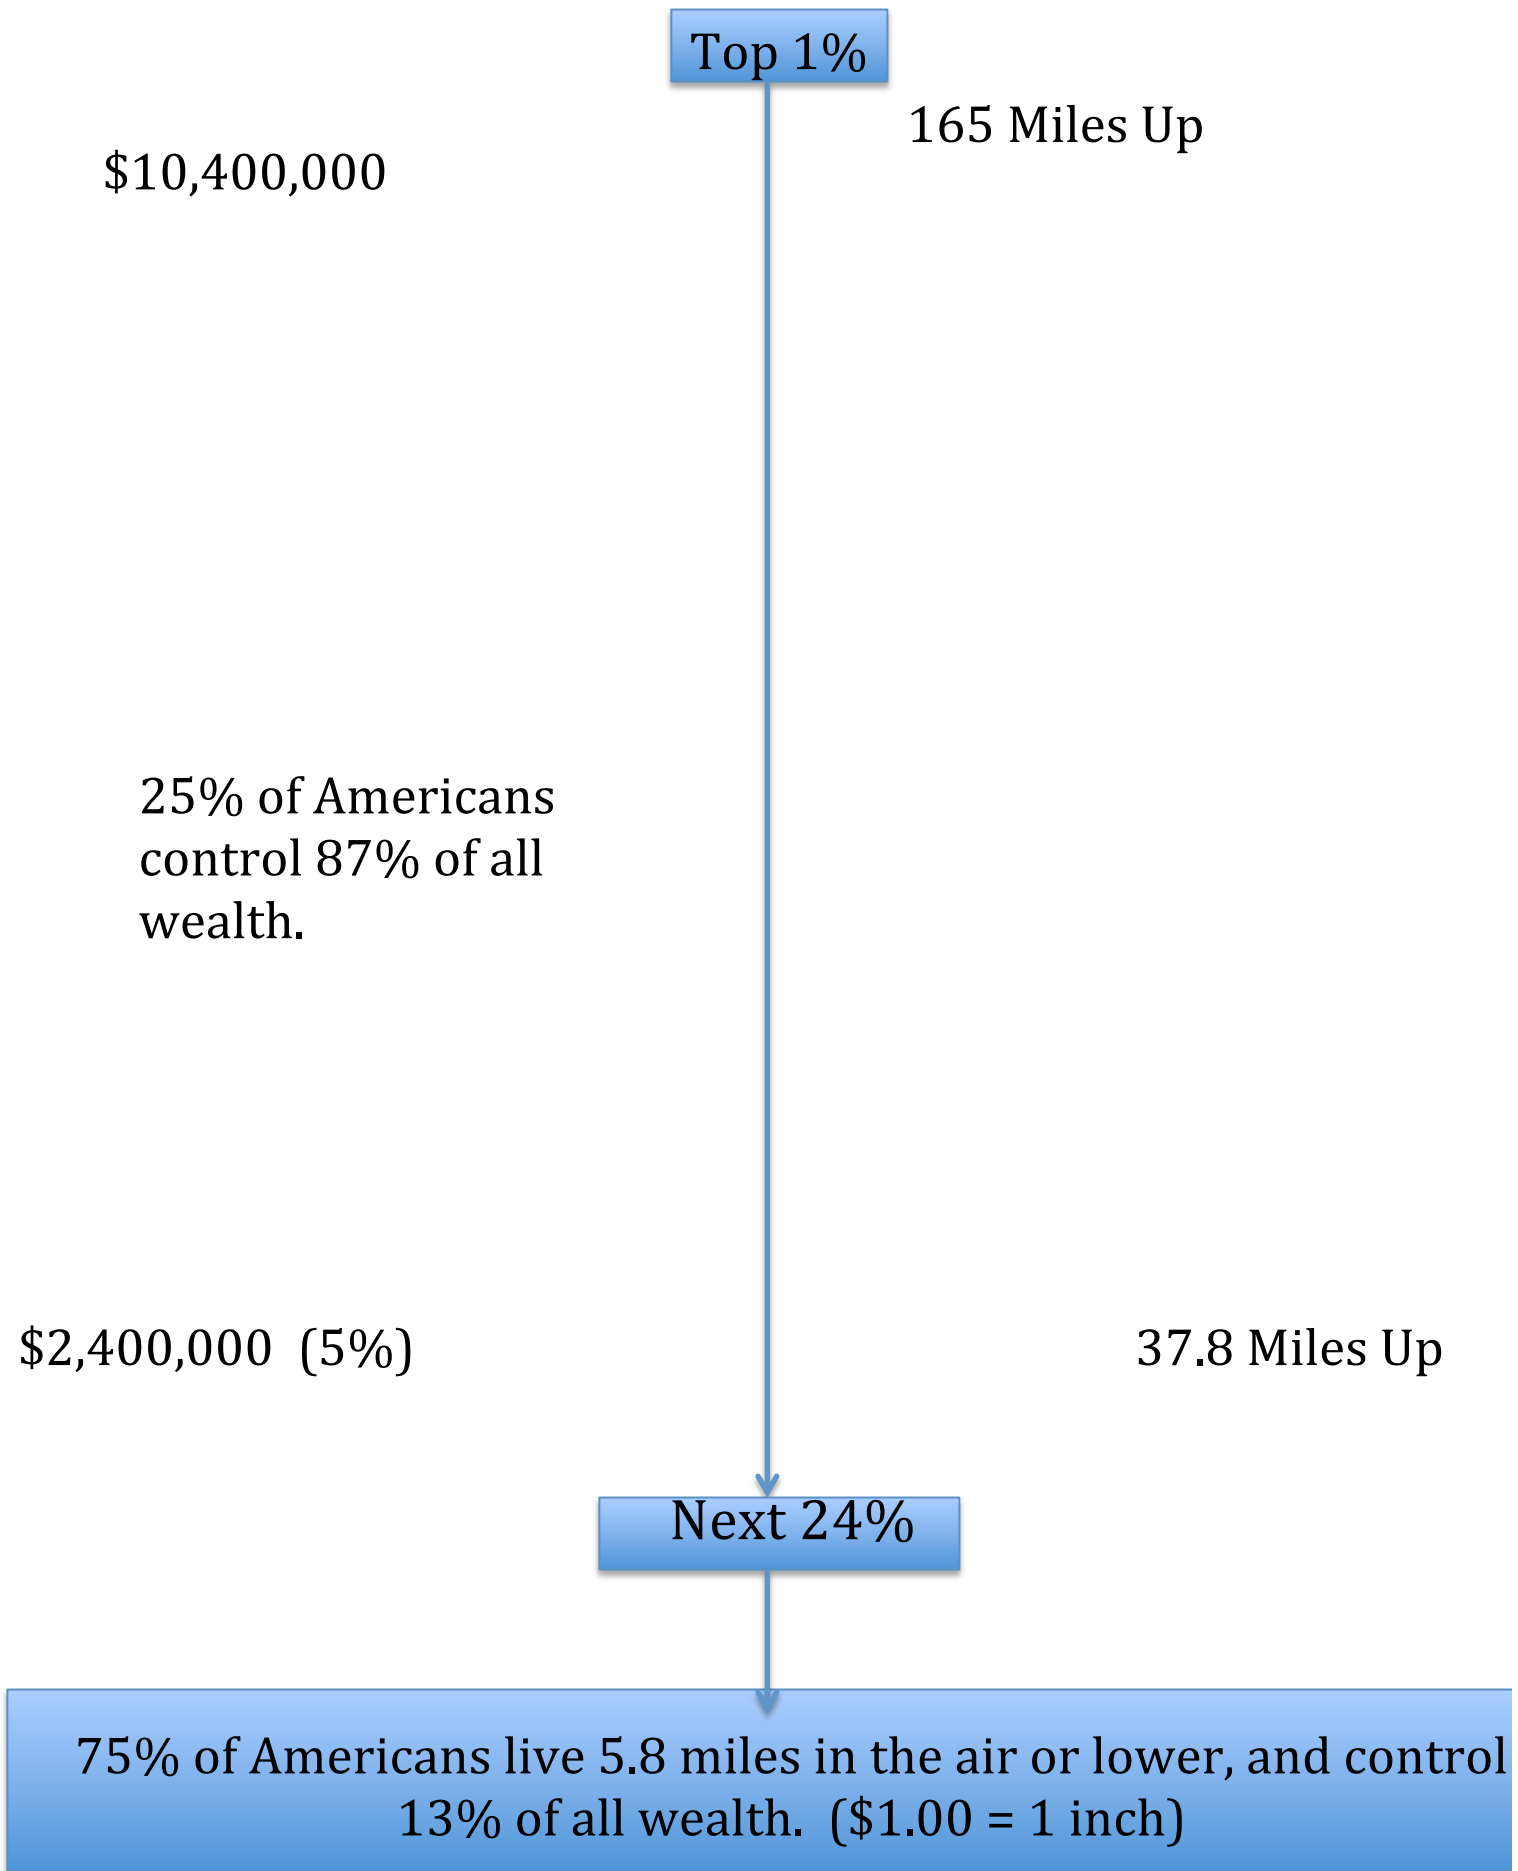 Top 1%
165 Miles Up
$10,400,000
25% of Americans
control 87% of all
wealth.
$2,400,000  (5%)
37.8 Miles Up
Next 24%
75% of Americans live 5.8 miles in the air or lower, and control
13% of all wealth.  ($1.00 = 1 inch)